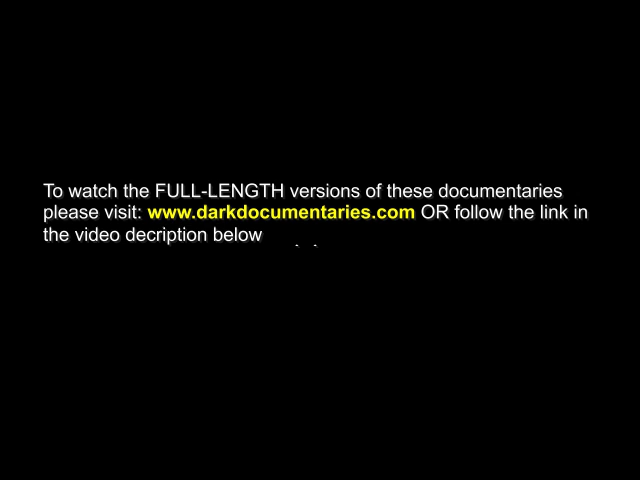 To watch the FULL-LENGTH versions of these documentaries
please visit: www.darkdocumentaries.com OR follow the link in
the video decription below